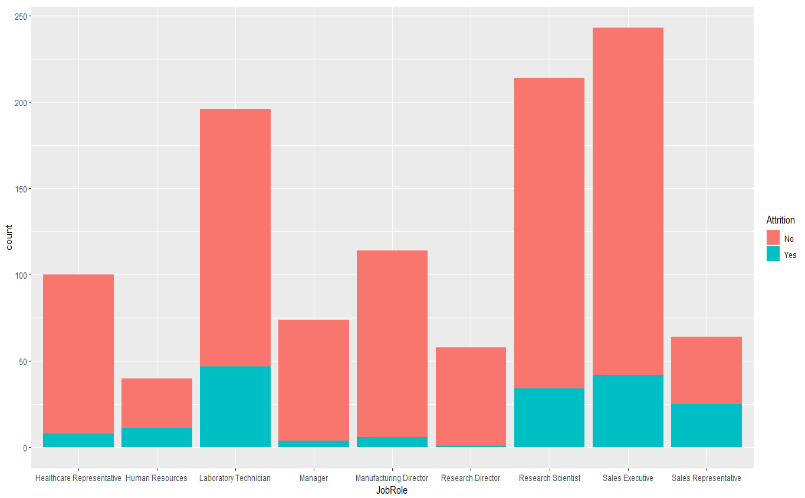 250
200
150
100
50
0
count
Healthcare Representative Human Resources Laboratory Technician Manager Manufacturing Director Research Director Research Scientist Sales Executive Sales Representative
JobRole
Attrition
No
Yes